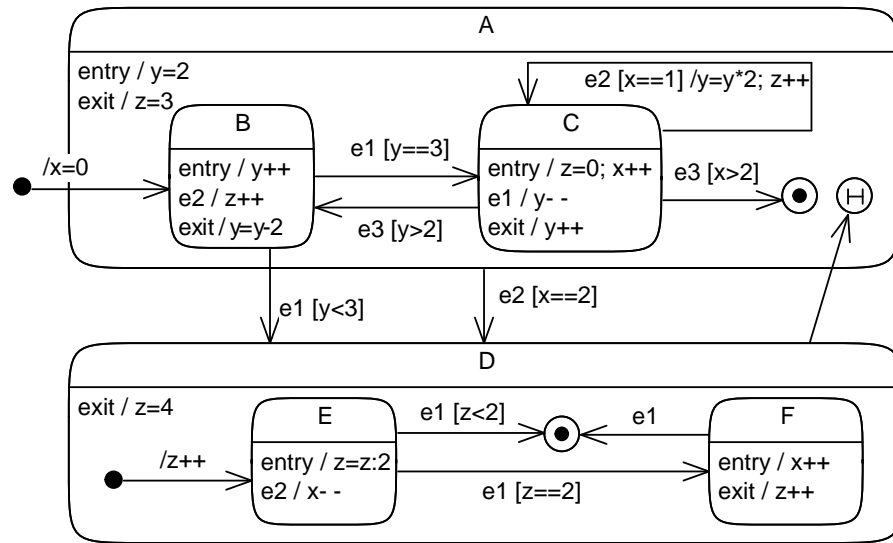 A
entry / y=2
exit / z=3
e2 [x==1] /y=y*2; z++
B
C
/x=0
e1 [y==3]
entry / y++
e2 / z++
exit / y=y-2
entry / z=0; x++
e1 / y- -
exit / y++
e3 [x>2]
H
e3 [y>2]
e1 [y<3]
e2 [x==2]
D
exit / z=4
E
e1 [z<2]
e1
F
/z++
entry / z=z:2
e2 / x- -
e1 [z==2]
entry / x++
exit / z++